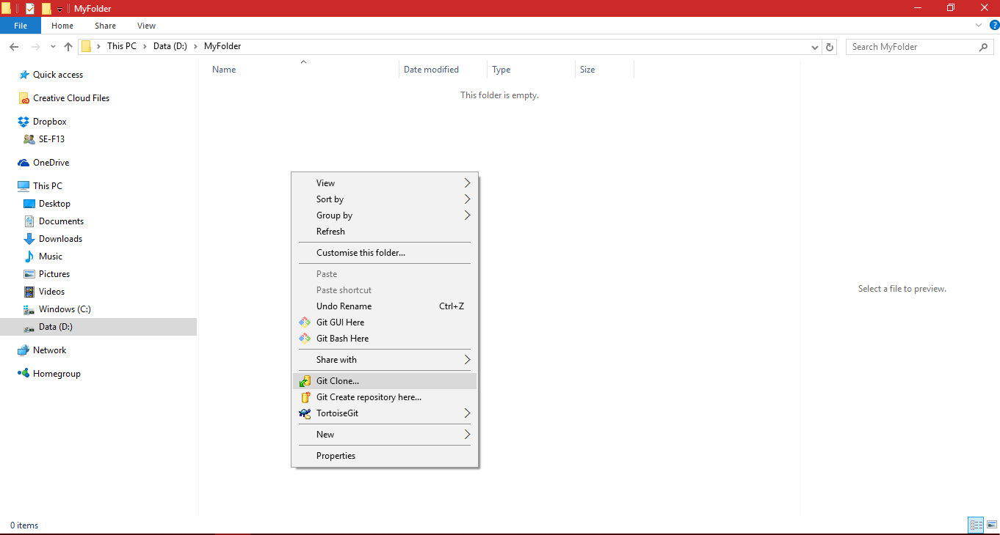 MyFolder
File Home Share View
This PC Data (D:) MyFolder Search MyFolder
Quick access
Creative Cloud Files
Dropbox
SE-F13
OneDrive
This PC
Desktop
Documents
Downloads
Music
Pictures
Videos
Windows (C:)
Data (D:)
Network
Homegroup
Name Date modified Type Size
This folder is empty.
View
Sort by
Group by
Refresh
Customise this folder...
Paste
Paste shortcut
Undo Rename Ctrl+Z
Git GUI Here
Git Bash Here
Share with
Git Clone...
Git Create repository here...
TortoiseGit
New
Properties
Select a file to preview.
0 items